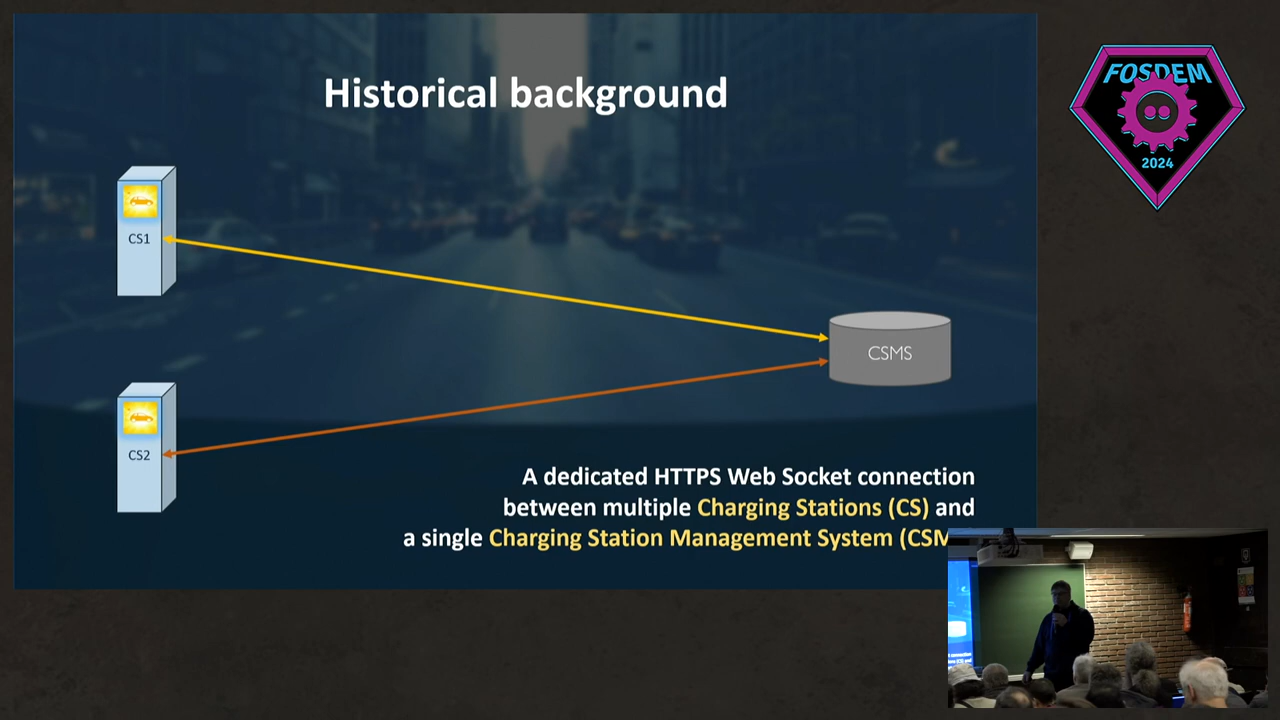 Historical background
FOSDEM
2024
CS1
CSMS
CS2
A dedicated HTTPS Web Socket connection
between multiple Charging Stations (CS) and
a single Charging Station Management System (CSM